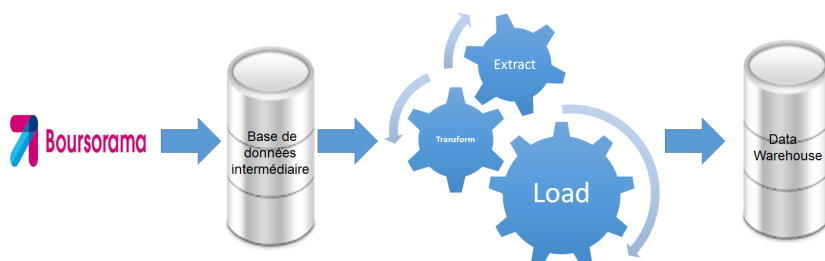 Boursorama
Base de
données
intermédiaire
Extract
Transform
Load
Data
Warehouse